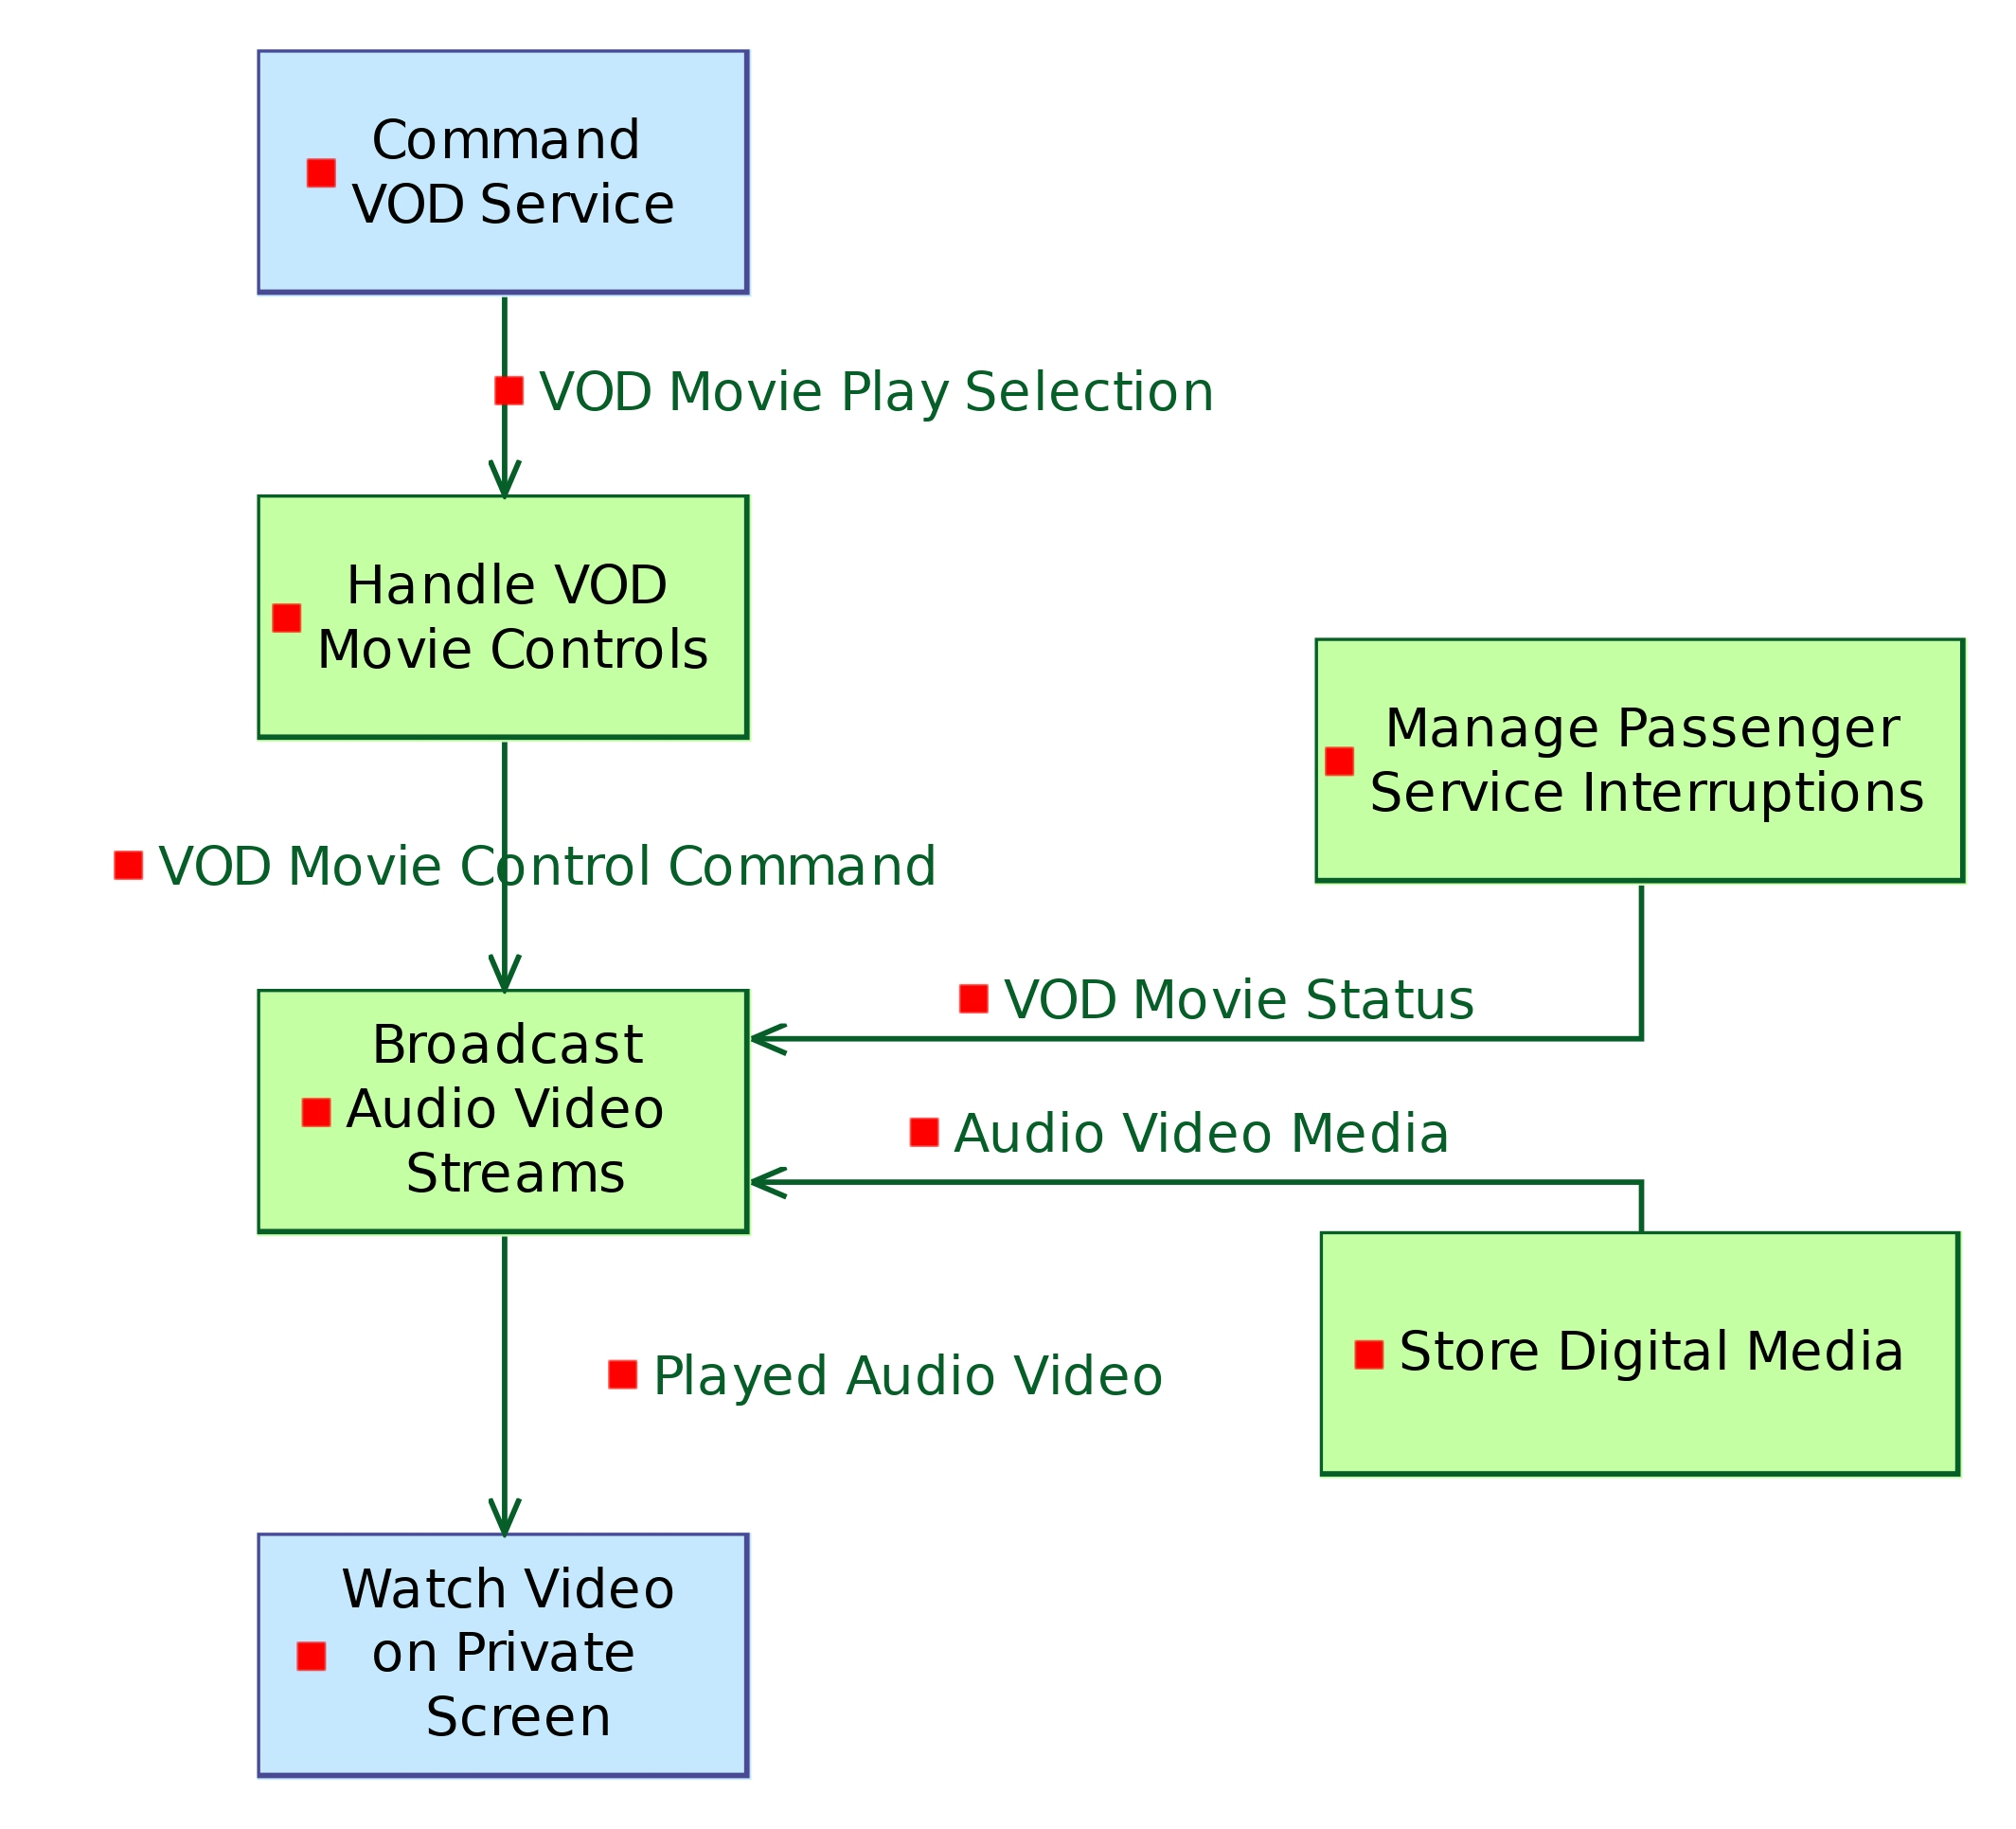 Command
VOD Service
VOD Movie Play Selection
Handle VOD
Movie Controls
Manage Passenger
Service Interruptions
VOD Movie Control Command
VOD Movie Status
Broadcast
Audio Video
Streams
Audio Video Media
Store Digital Media
Played Audio Video
Watch Video
on Private
Screen